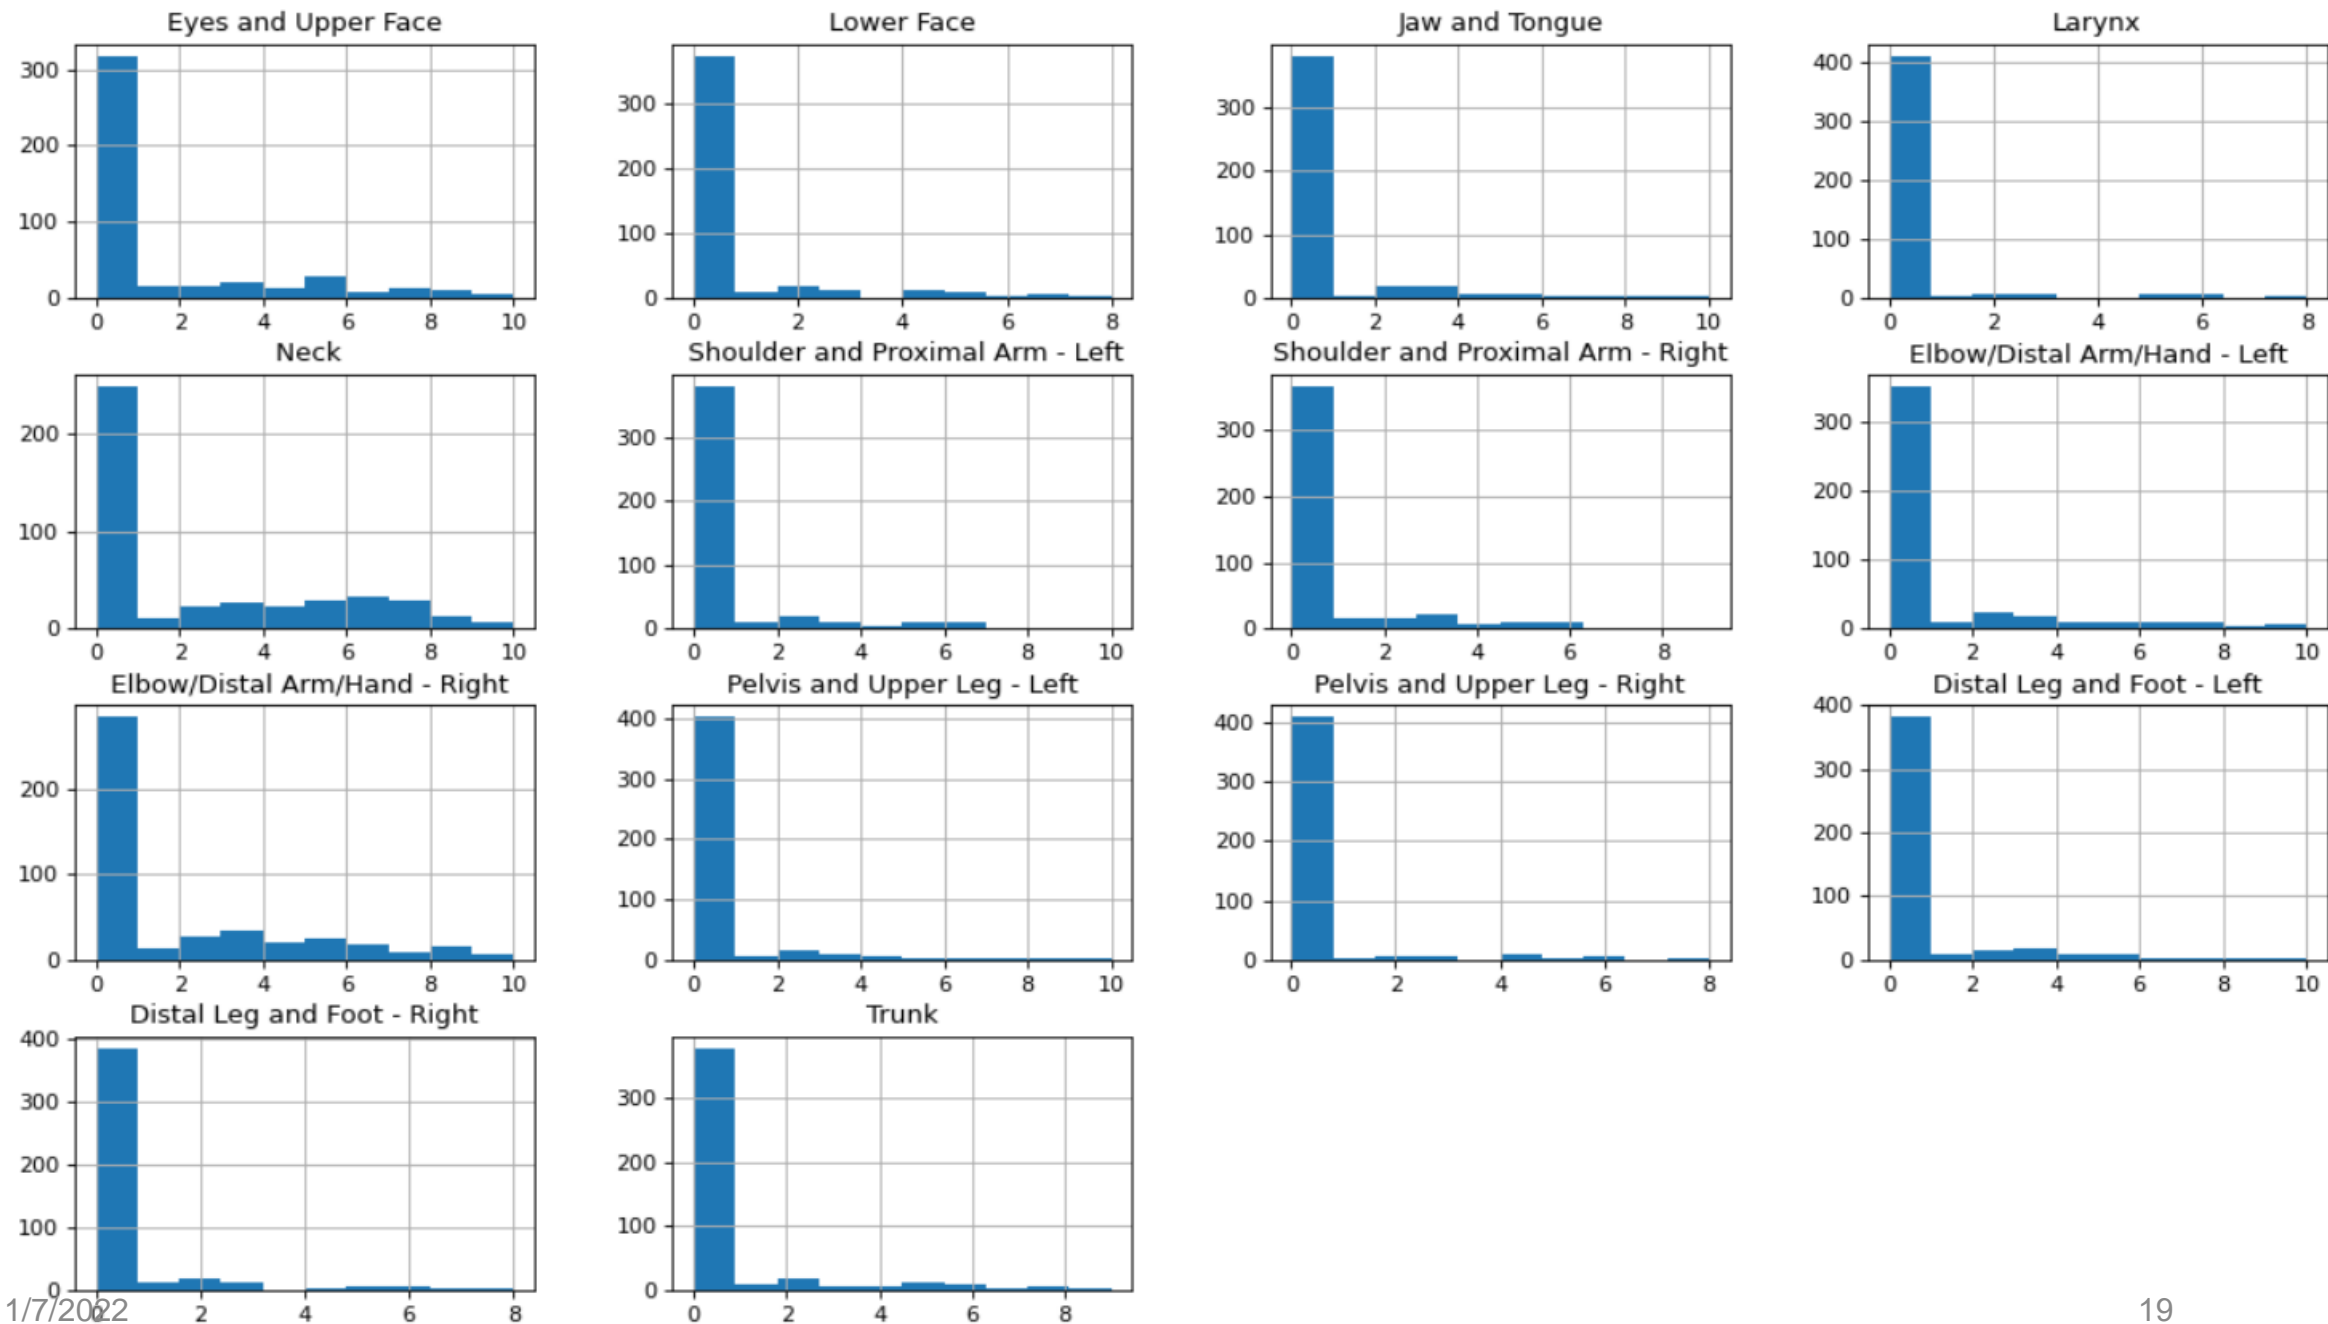 Eyes and Upper Face Lower Face Jaw and Tongue Larynx
300 300 300 400
200 200 200 300
100 100 100 200
0 0 0 100
0
0 2 4 6 8 10 0 2 4 6 8 0 2 4 6 8 10 0 2 4 6 8
Neck Shoulder and Proximal Arm - Left Shoulder and Proximal Arm - Right Elbow/Distal Arm/Hand - Left
200 300 300 300
100 200 200 200
0 100 100 100
0 0 0
0 2 4 6 8 10 0 2 4 6 8 10 0 2 4 6 8 0 2 4 6 8 10
Elbow/Distal Arm/Hand - Right Pelvis and Upper Leg - Left Pelvis and Upper Leg - Right Distal Leg and Foot - Left
200 400 400 400
100 300 300 300
0 200 200 200
100 100 100
0 0 0
0 2 4 6 8 10 0 2 4 6 8 10 0 2 4 6 8 0 2 4 6 8 10
Distal Leg and Foot - Right Trunk
400 300
300 200
200 100
100 0
0
0 2 4 6 8 0 2 4 6 8
1/7/2022 19